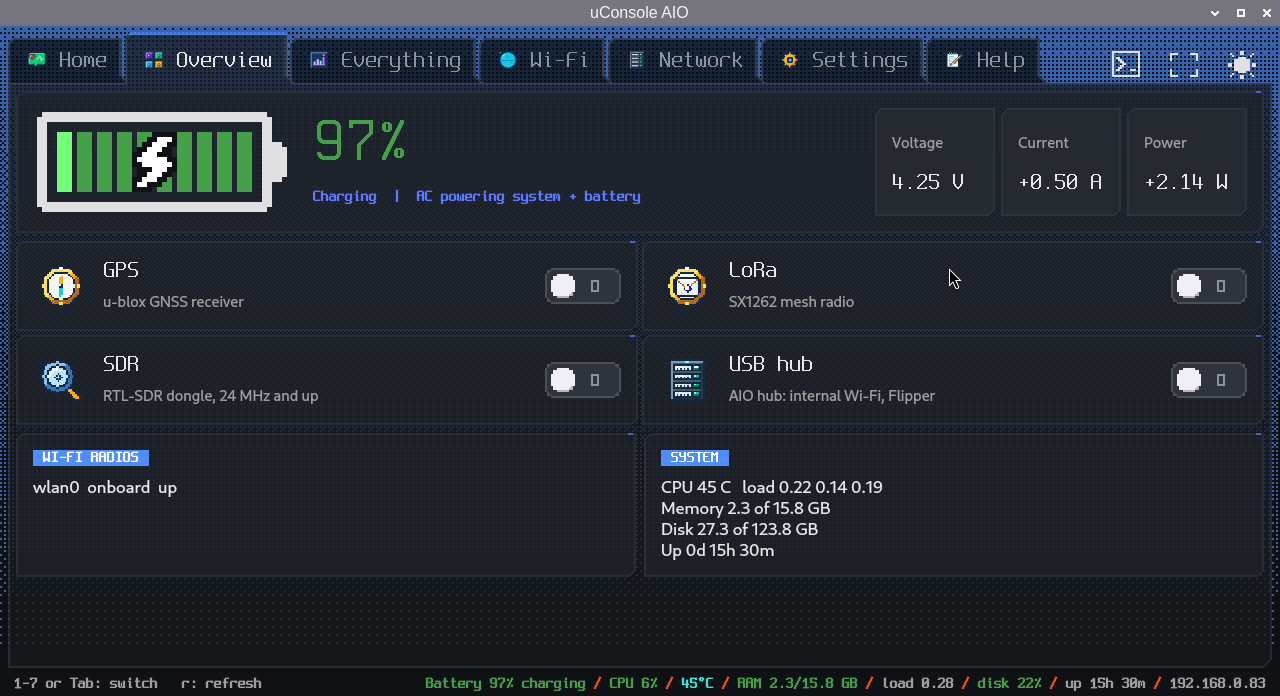 uConsole AIO
Home Overview Everything Wi-Fi Network Settings Help
97%
Charging | AC powering system + battery
Voltage
4.25 V
Current
+0.50 A
Power
+2.14 W
GPS
u-blox GNSS receiver
LoRa
SX1262 mesh radio
SDR
RTL-SDR dongle, 24 MHz and up
USB hub
AIO hub: internal Wi-Fi, Flipper
WI-FI RADIOS
wlan0 onboard up
SYSTEM
CPU 45 C load 0.22 0.14 0.19
Memory 2.3 of 15.8 GB
Disk 27.3 of 123.8 GB
Up 0d 15h 30m
1-7 or Tab: switch r: refresh
Battery 97% charging / CPU 6% / 45°C / RAM 2.3/15.8 GB / load 0.28 / disk 22% / up 15h 30m / 192.168.0.83